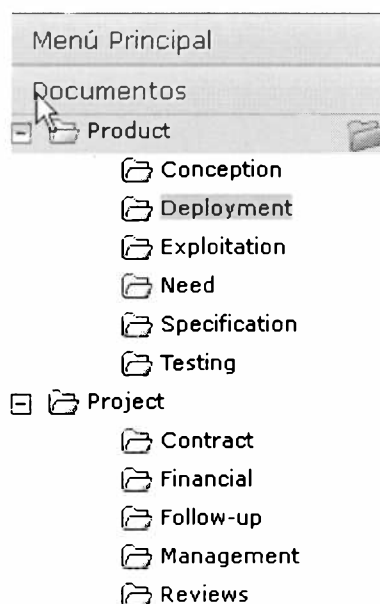 Menú Principal
Documentos
Product
Conception
Deployment
Exploitation
Need
Specification
Testing
Project
Contract
Financial
Follow-up
Management
Reviews